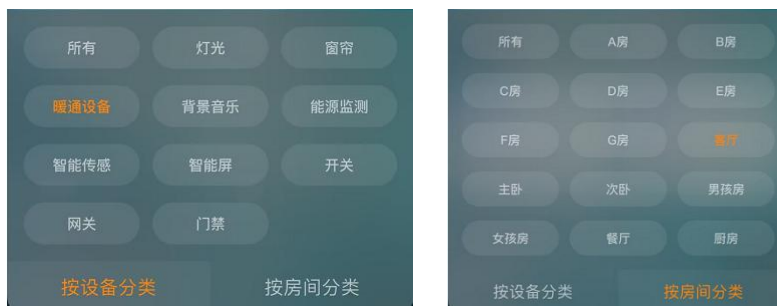 所有 灯光 窗帘
暖通设备 背景音乐 能源监测
智能传感 智能屏 开关
网关 门禁
按设备分类 按房间分类
所有 A房 B房
C房 D房 E房
F房 G房 客厅
主卧 次卧 男孩房
女孩房 餐厅 厨房
按设备分类 按房间分类